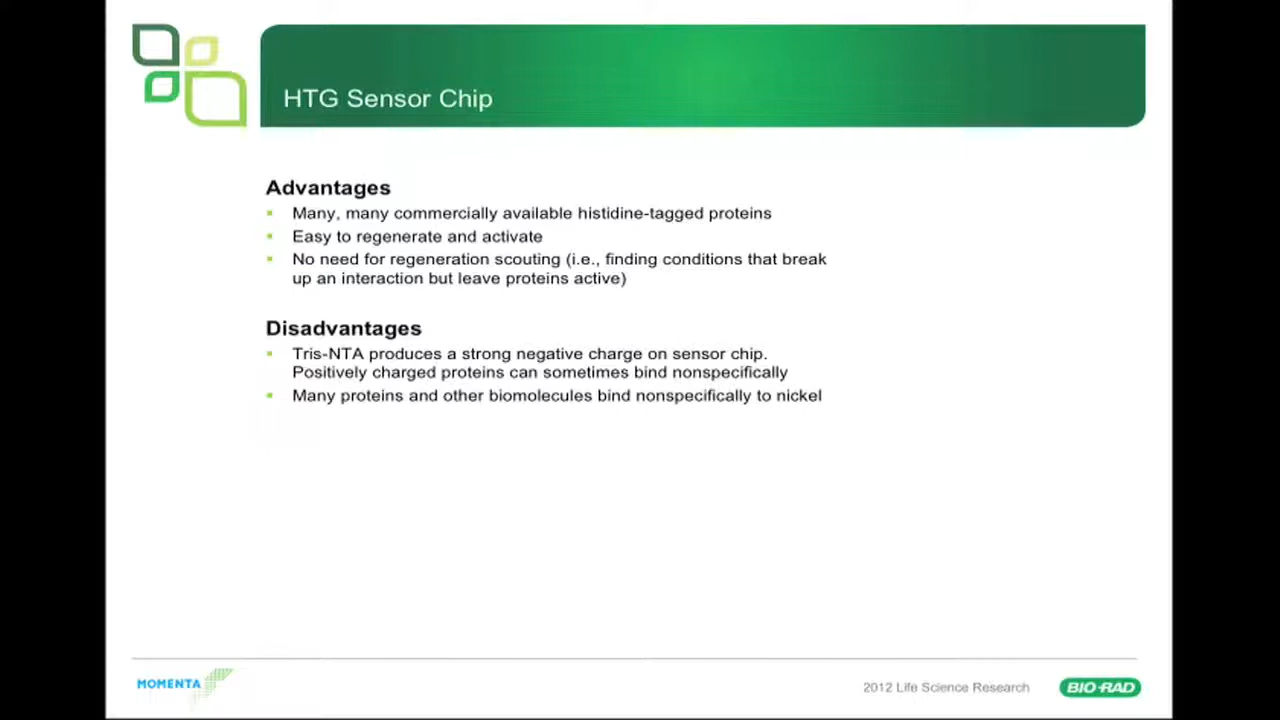 HTG Sensor Chip
Advantages
Many, many commercially available histidine-tagged proteins
Easy to regenerate and activate
No need for regeneration scouting (i.e., finding conditions that break
up an interaction but leave proteins active)
Disadvantages
Tris-NTA produces a strong negative charge on sensor chip.
Positively charged proteins can sometimes bind nonspecifically
Many proteins and other biomolecules bind nonspecifically to nickel
MOMENTA
2012 Life Science Research
BIO-RAD